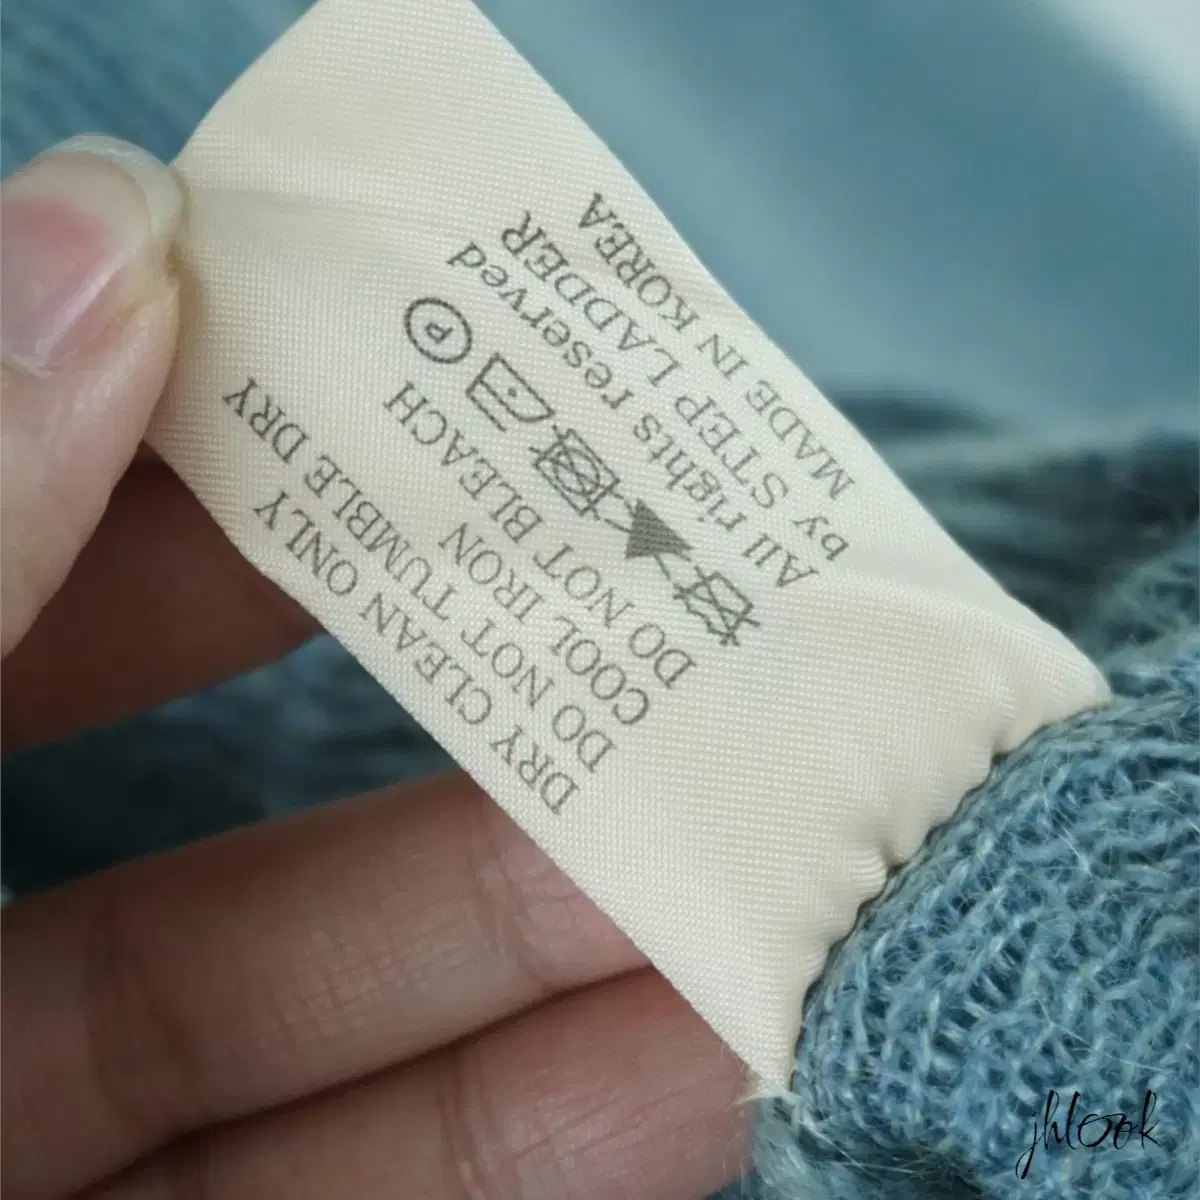 DRY CLEAN ONLY
DO NOT TUMBLE DRY
COOL IRON
DO NOT BLEACH
P
All rights reserved
by STEP LADDER
MADE IN KOREA
jhlook